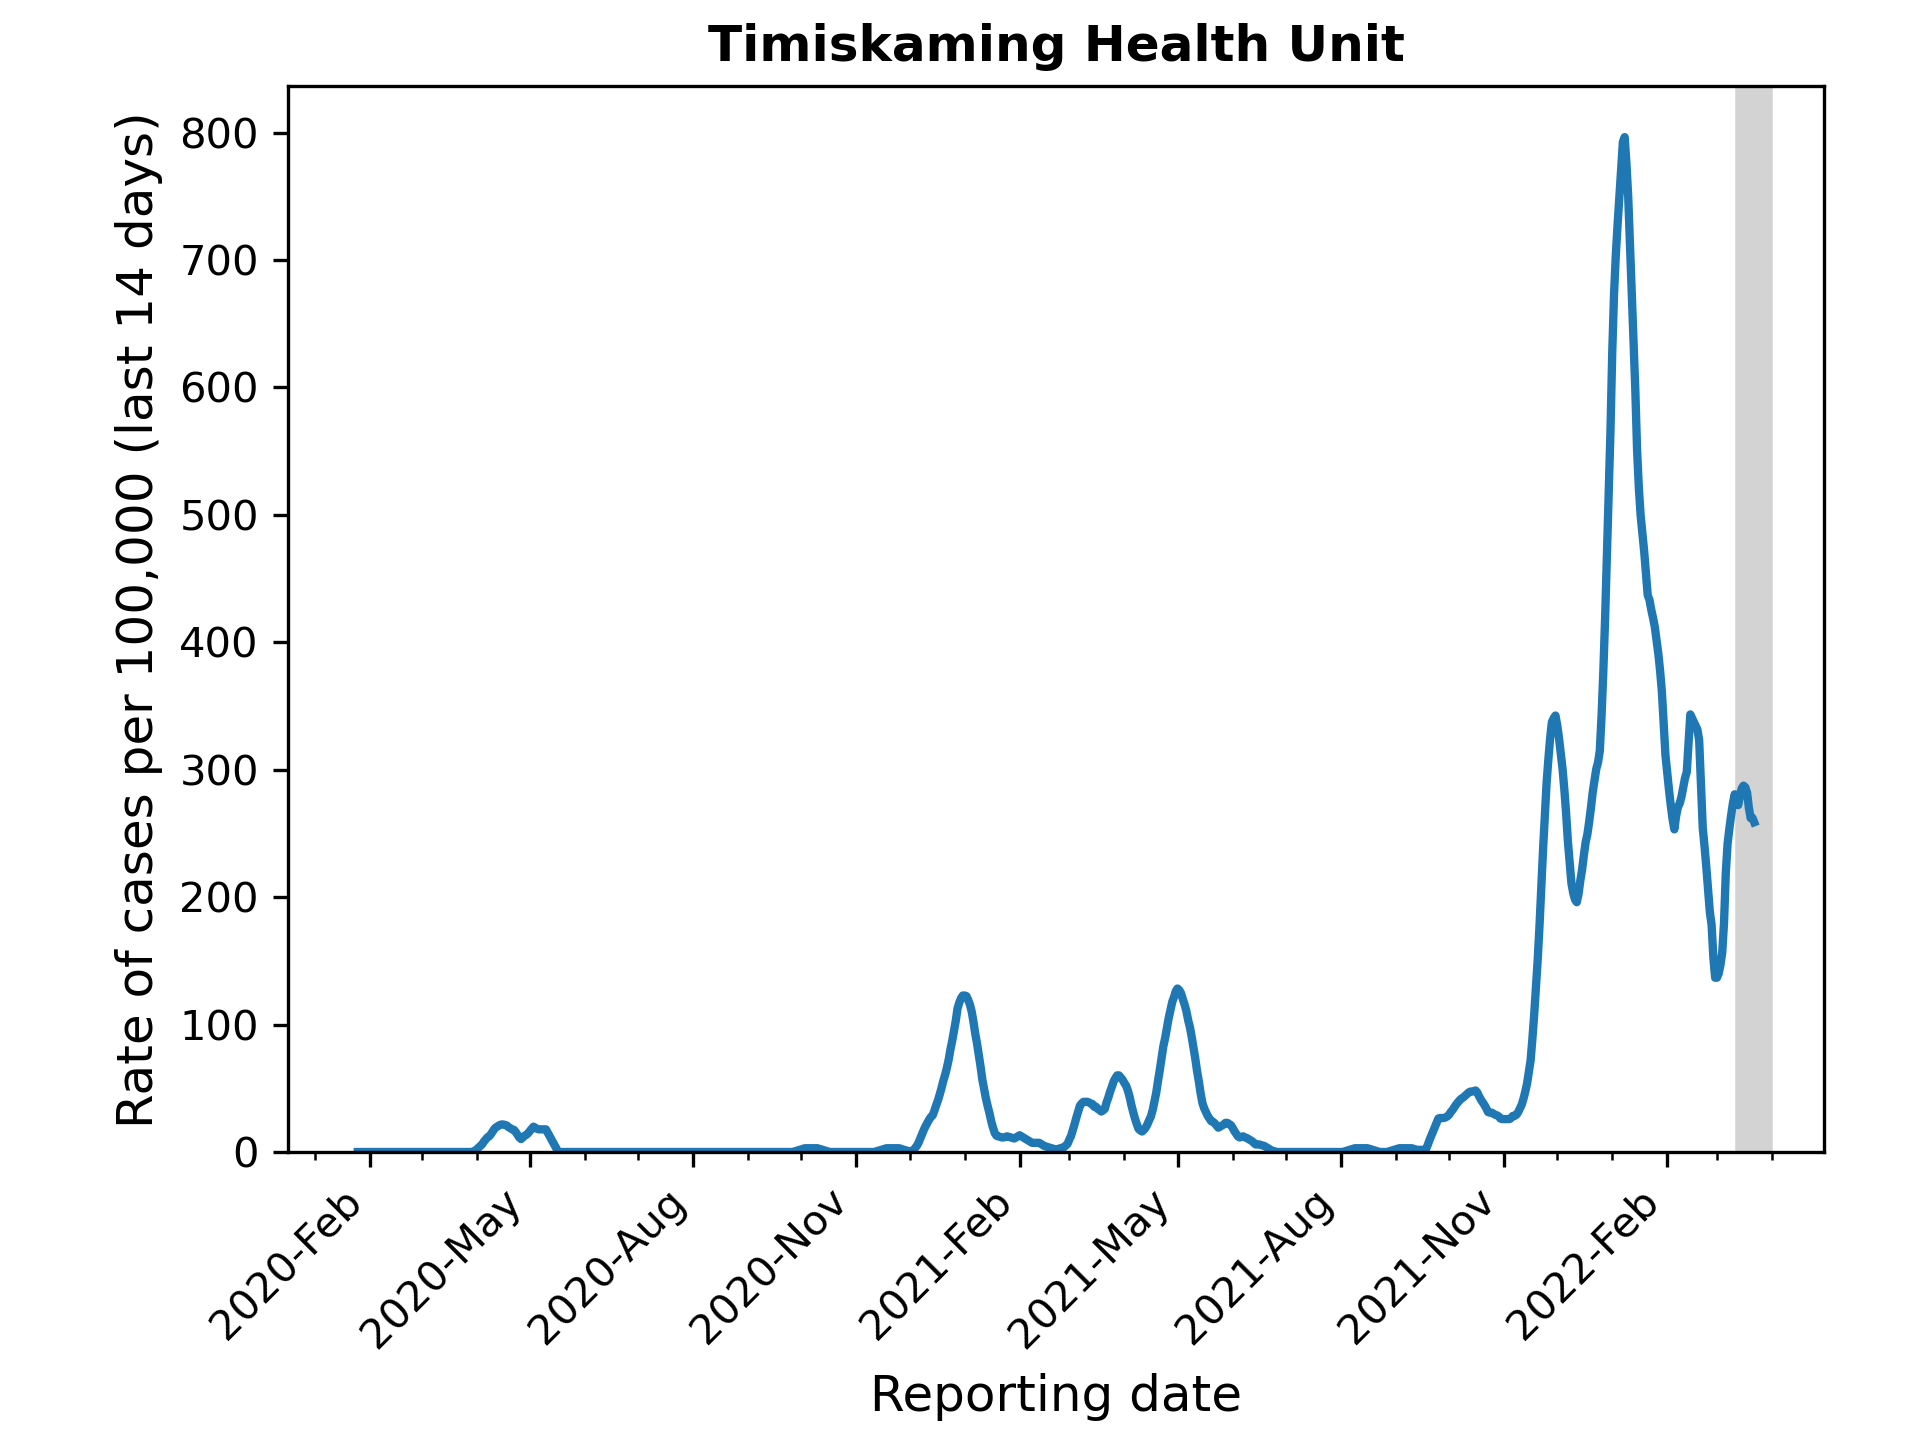 Timiskaming Health Unit
Rate of cases per 100,000 (last 14 days)
800
700
600
500
400
300
200
100
0
2020-Feb
2020-May
2020-Aug
2020-Nov
2021-Feb
2021-May
2021-Aug
2021-Nov
2022-Feb
Reporting date